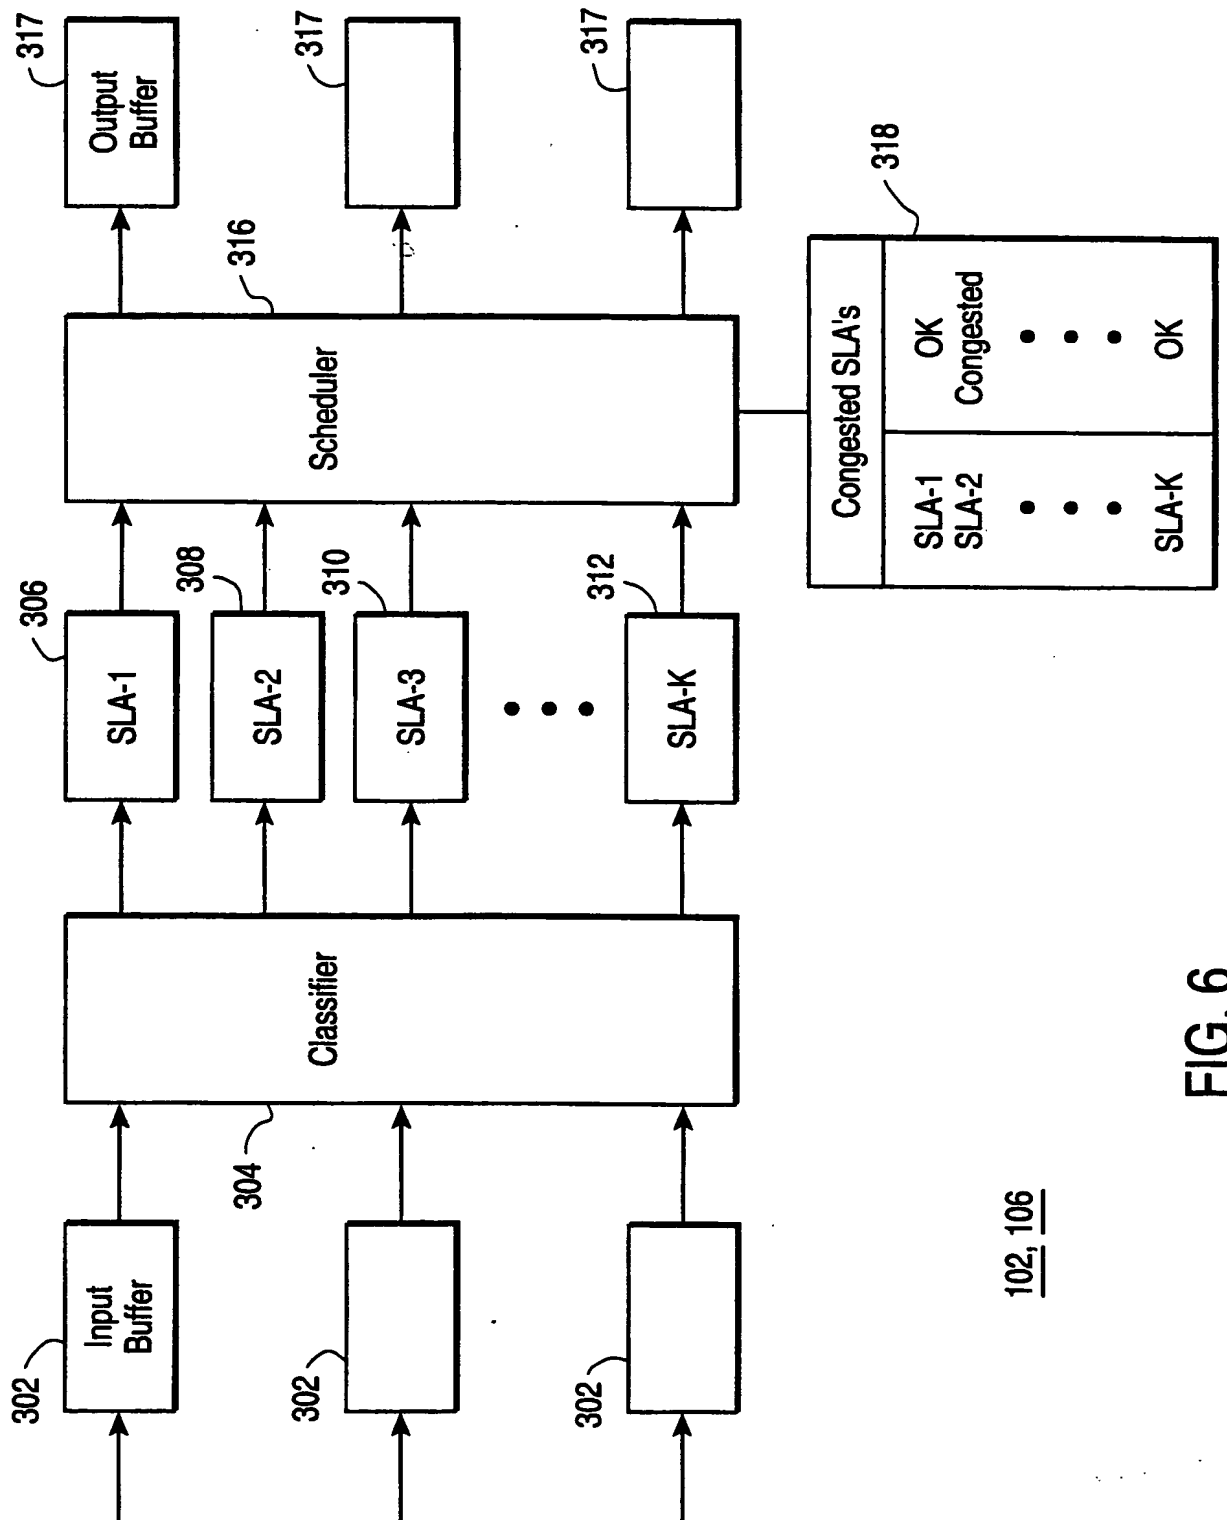 302
Input
Buffer
302
302
304
Classifier
306
SLA-1
308
SLA-2
310
SLA-3
312
SLA-K
316
Scheduler
317
Output
Buffer
317
317
318
Congested SLA's
SLA-1 OK
SLA-2 Congested
SLA-K OK
102, 106
FIG. 6